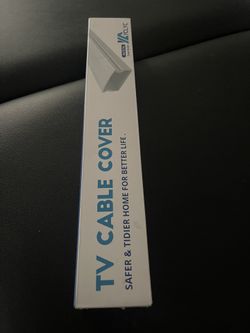 TV CABLE COVER
SAFER & TIDIER HOME FOR BETTER LIFE.